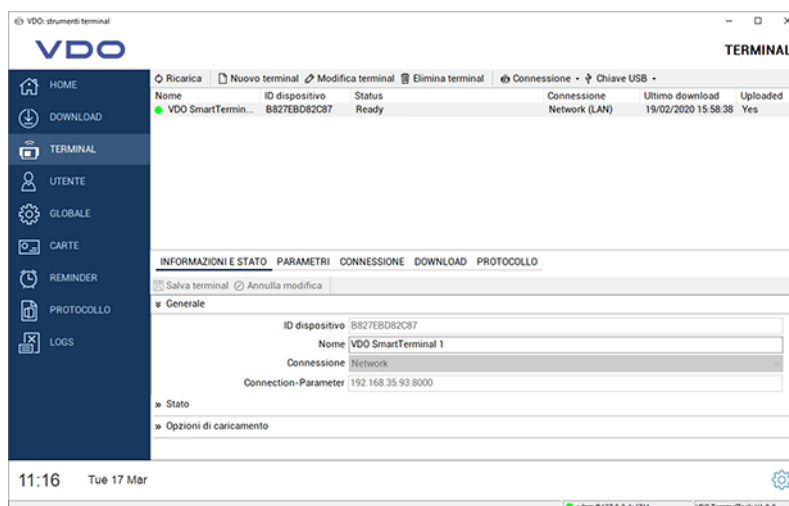 VDO: strumenti terminal
VDO
TERMINAL
HOME
DOWNLOAD
TERMINAL
UTENTE
GLOBALE
CARTE
REMINDER
PROTOCOLLO
LOGS
Ricarica Nuovo terminal Modifica terminal Elimina terminal Connessione Chiave USB
Nome ID dispositivo Status Connessione Ultimo download Uploaded
VDO SmartTermin... B827EBD82C87 Ready Network (LAN) 19/02/2020 15:58:38 Yes
INFORMAZIONI E STATO PARAMETRI CONNESSIONE DOWNLOAD PROTOCOLLO
Salva terminal Annulla modifica
Generale
ID dispositivo B827EBD82C87
Nome VDO SmartTerminal 1
Connessione Network
Connection-Parameter 192.168.35.93:8000
Stato
Opzioni di caricamento
11:16 Tue 17 Mar